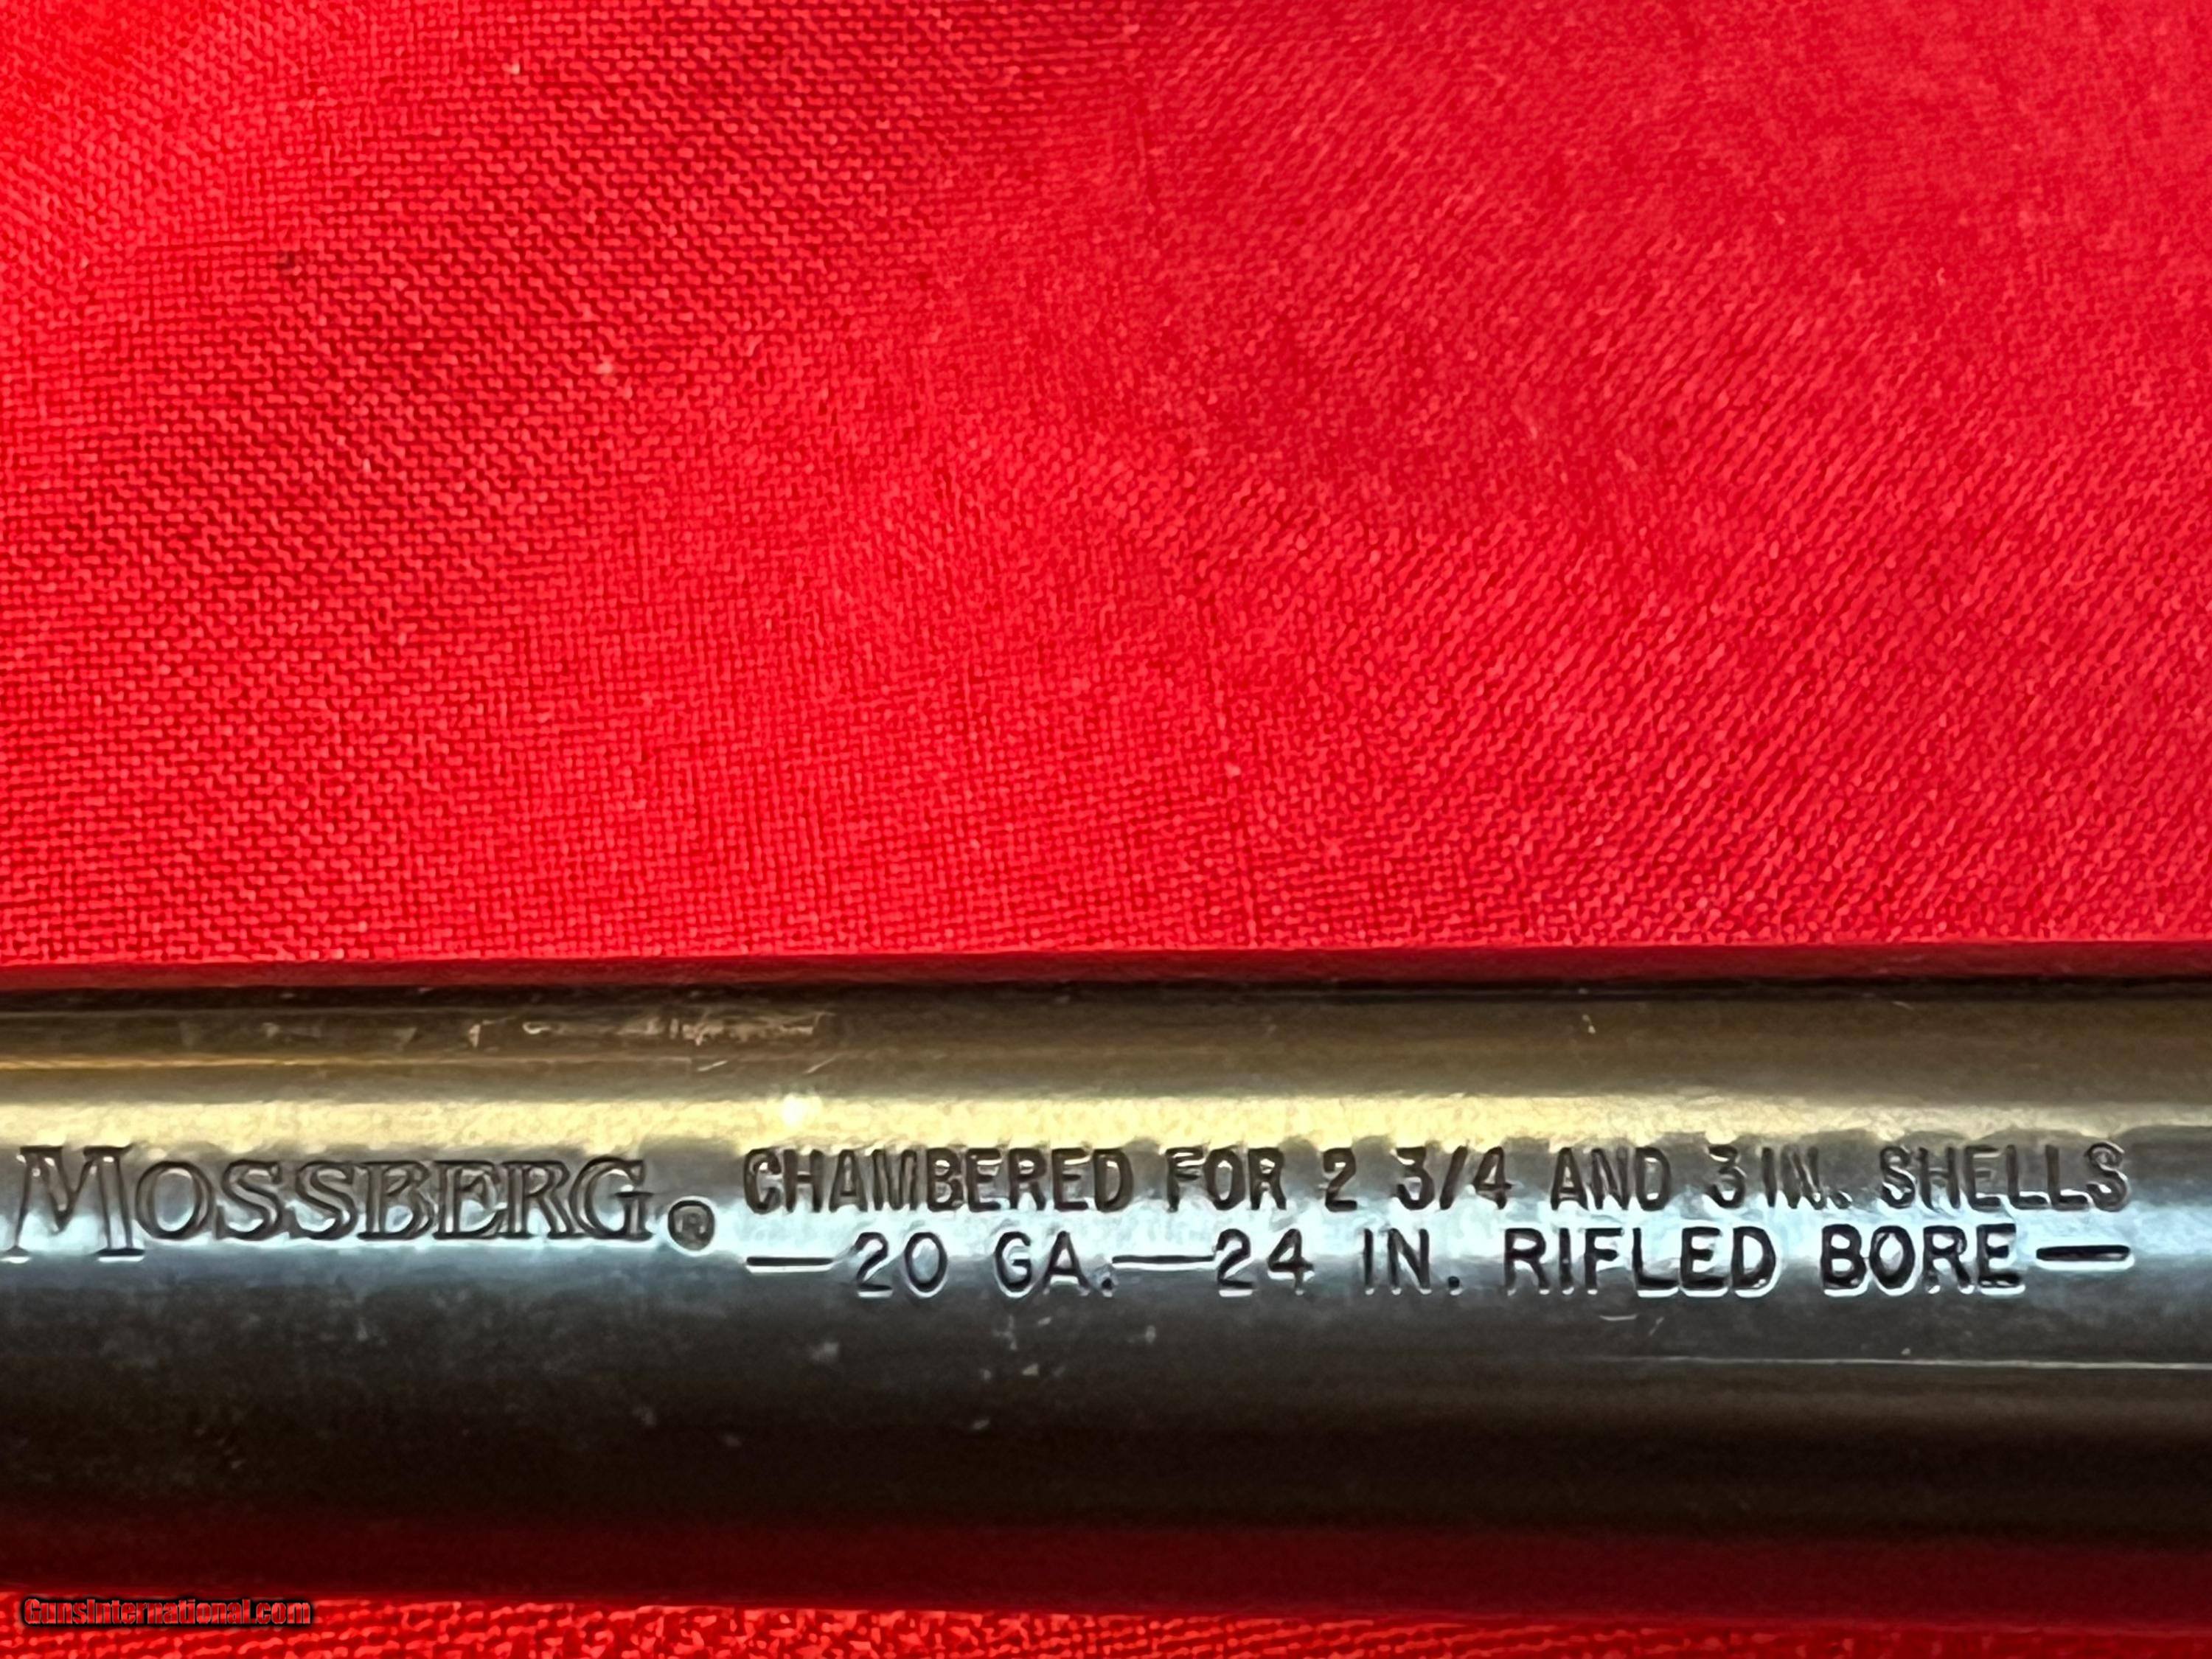 MOSSBERG® CHAMBERED FOR 2 3/4 AND 3 IN. SHELLS
—20 GA.—24 IN. RIFLED BORE—
GunsInternational.com